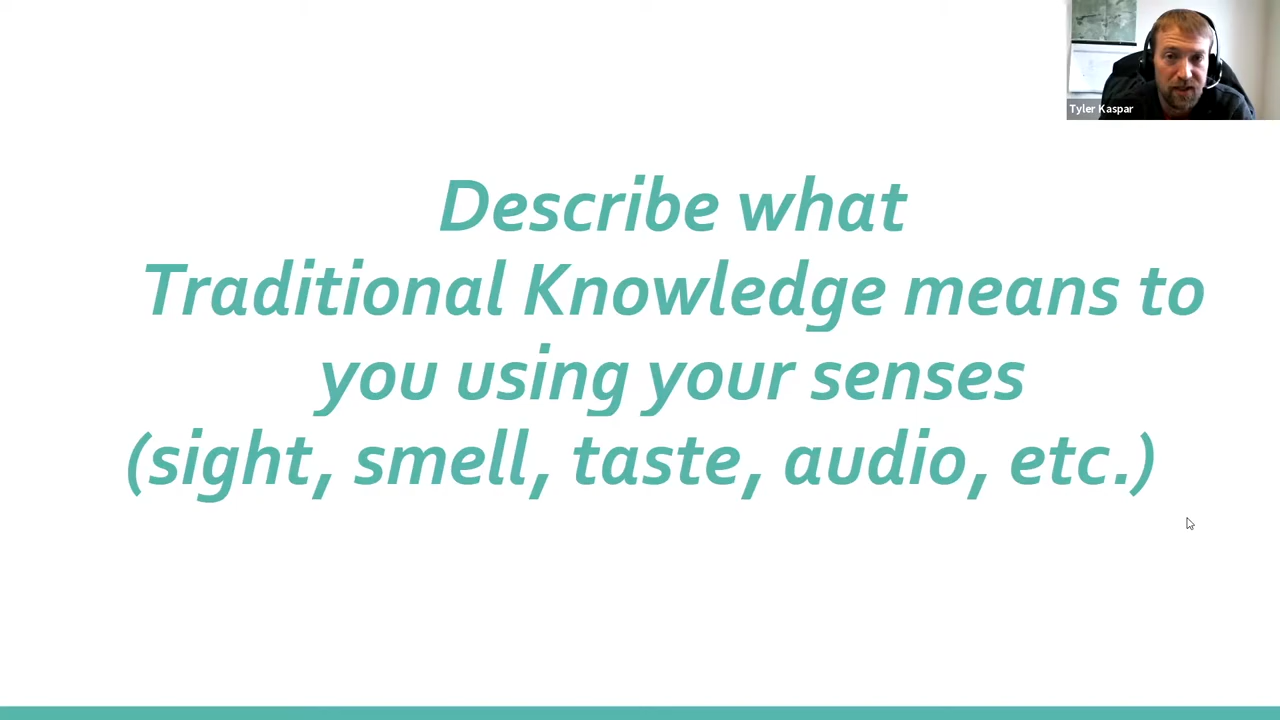 Tyler Kaspar
Describe what
Traditional Knowledge means to
you using your senses
(sight, smell, taste, audio, etc.)